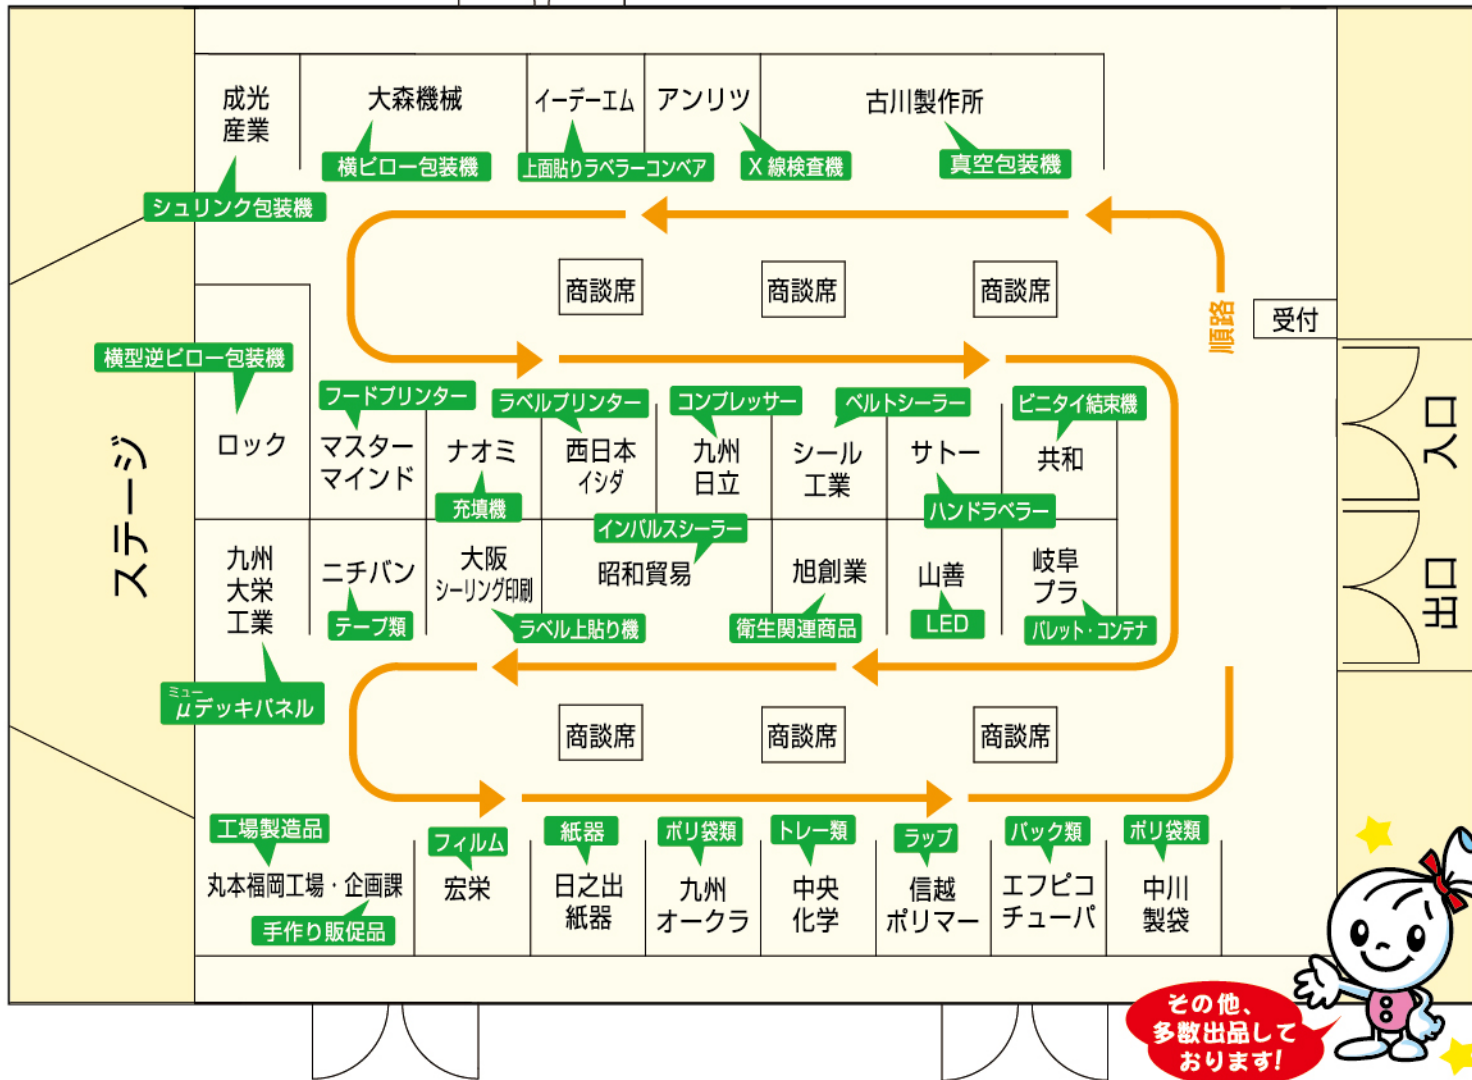 成光
産業
大森機械
イーデーエム
アンリツ
古川製作所
横ピロー包装機
上面貼りラベラーコンベア
X線検査機
真空包装機
シュリンク包装機
商談席
商談席
商談席
順路
受付
横型逆ピロー包装機
フードプリンター
ラベルプリンター
コンプレッサー
ベルトシーラー
ビニタイ結束機
ロック
マスター
マインド
ナオミ
西日本
イシダ
九州
日立
シール
工業
サトー
共和
充填機
ハンドラベラー
インパルスシーラー
入口
出口
ステージ
九州
大栄
工業
ニチバン
大阪
シーリング印刷
昭和貿易
旭創業
山善
岐阜
プラ
テープ類
ラベル上貼り機
衛生関連商品
LED
パレット・コンテナ
ミュー
μデッキパネル
商談席
商談席
商談席
工場製造品
フィルム
紙器
ポリ袋類
トレー類
ラップ
パック類
ポリ袋類
丸本福岡工場・企画課
宏栄
日之出
紙器
九州
オークラ
中央
化学
信越
ポリマー
エフピコ
チューパ
中川
製袋
手作り販促品
その他、
多数出品して
おります!